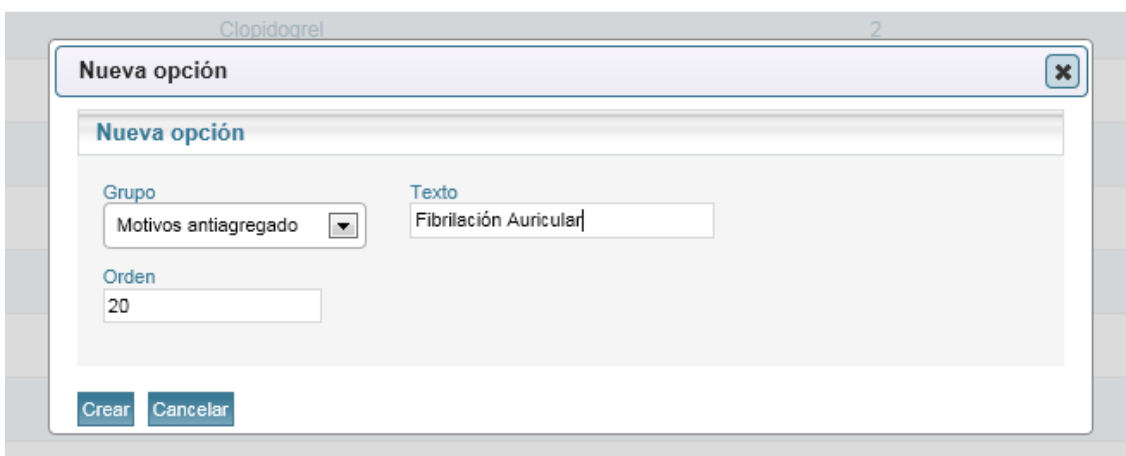 Clopidogrel 2
Nueva opción
Nueva opción
Grupo Texto
Motivos antiagregado Fibrilación Auricular
Orden
20
Crear Cancelar